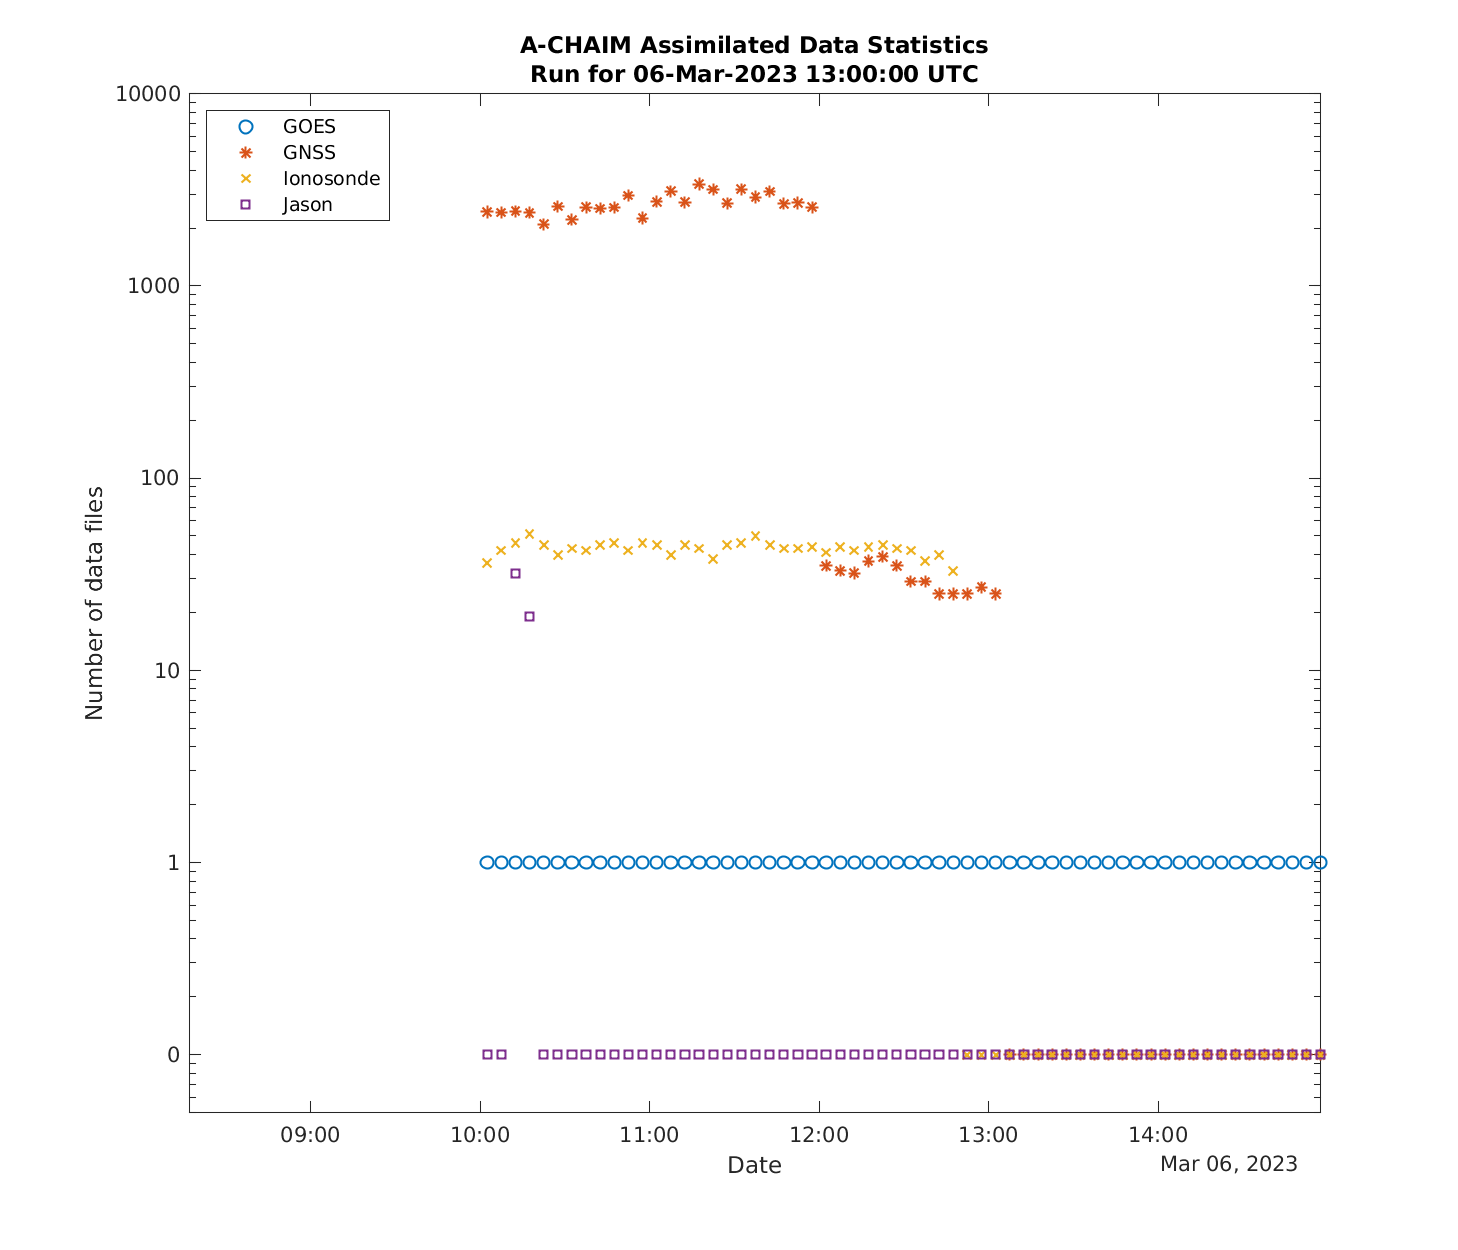 A-CHAIM Assimilated Data Statistics
Run for 06-Mar-2023 13:00:00 UTC
GOES
GNSS
Ionosonde
Jason
Number of data files
10000
1000
100
10
1
0
09:00 10:00 11:00 12:00 13:00 14:00
Date
Mar 06, 2023